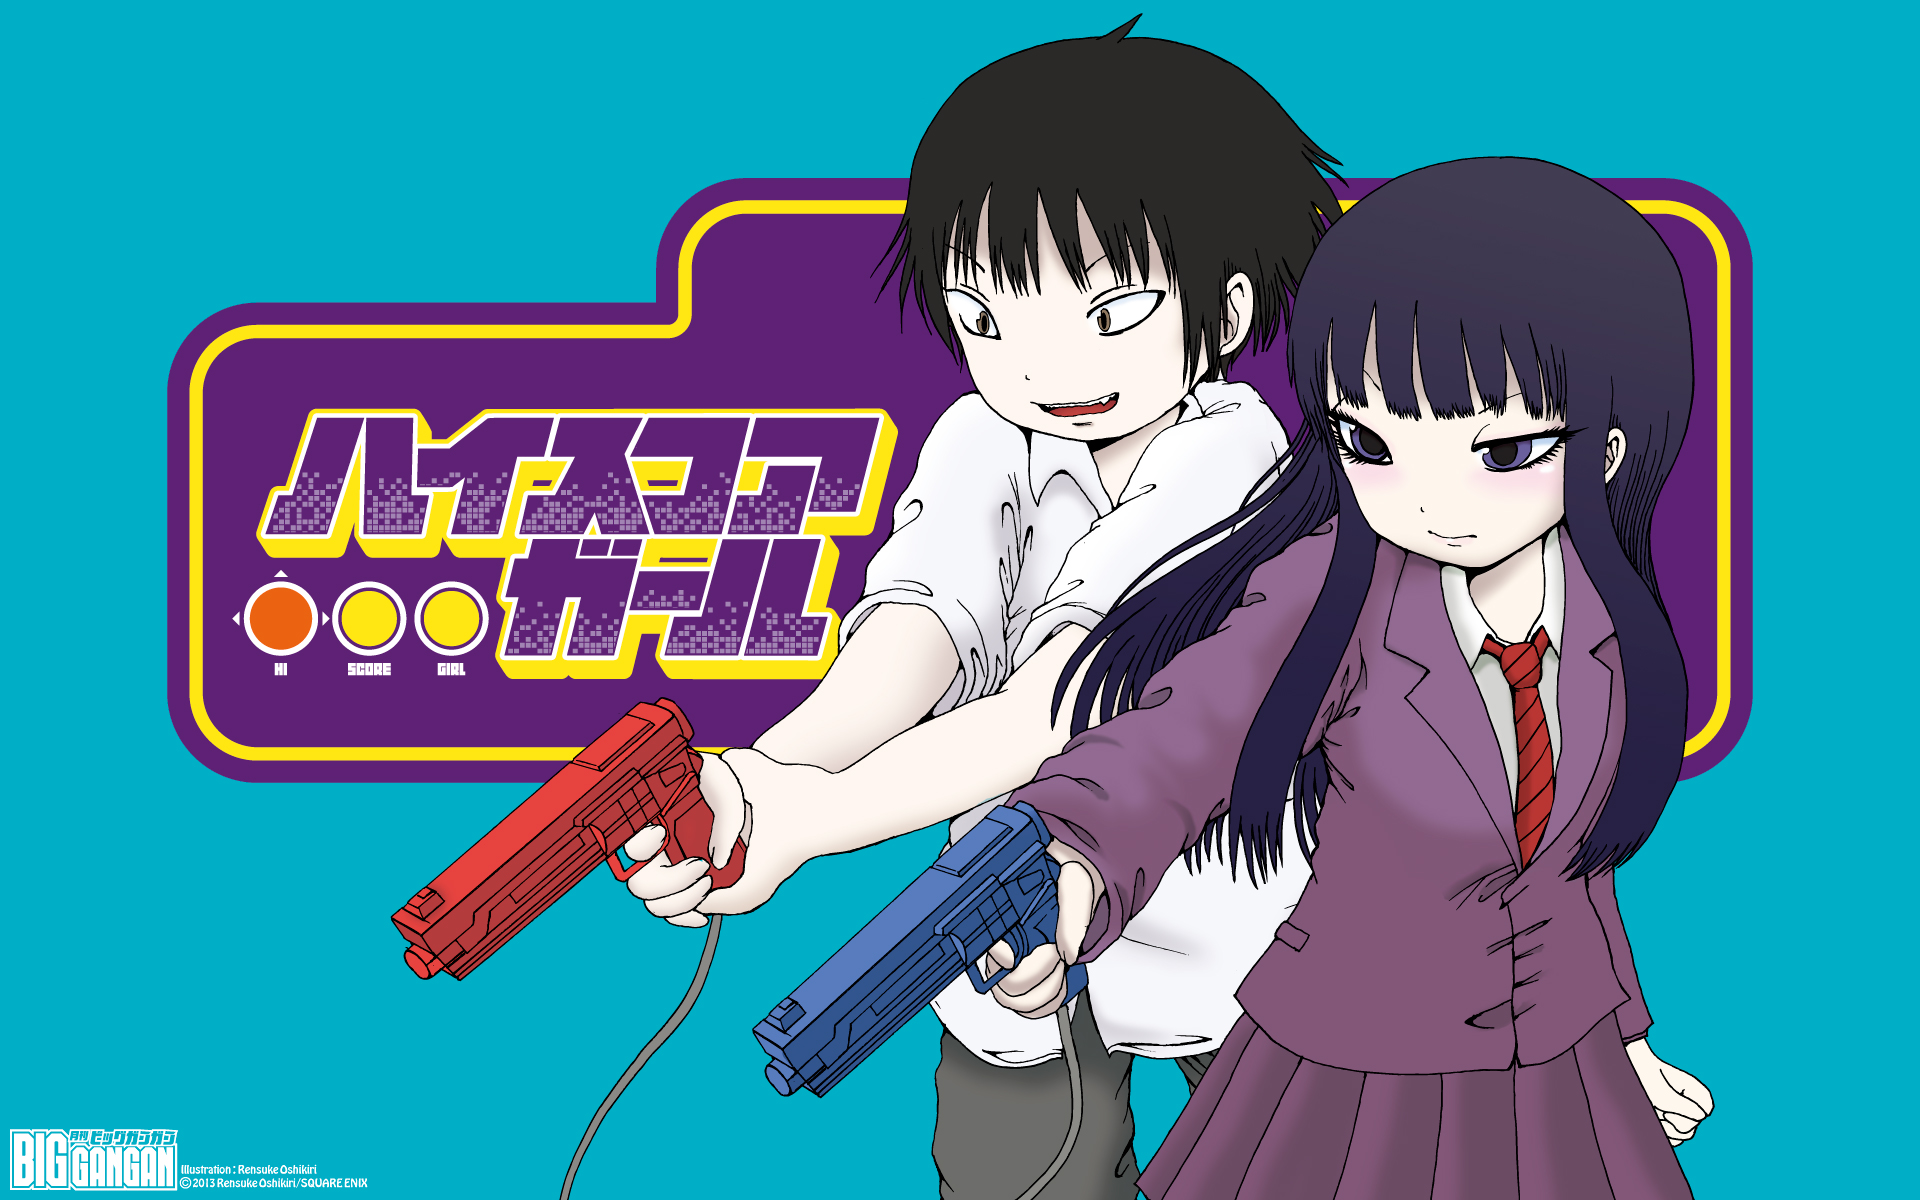 ハイスコア
ガール
HI SCORE GIRL
月刊ビッグガンガン
BIG
GANGAN
Illustration : Rensuke Oshikiri
©2013 Rensuke Oshikiri/SQUARE ENIX